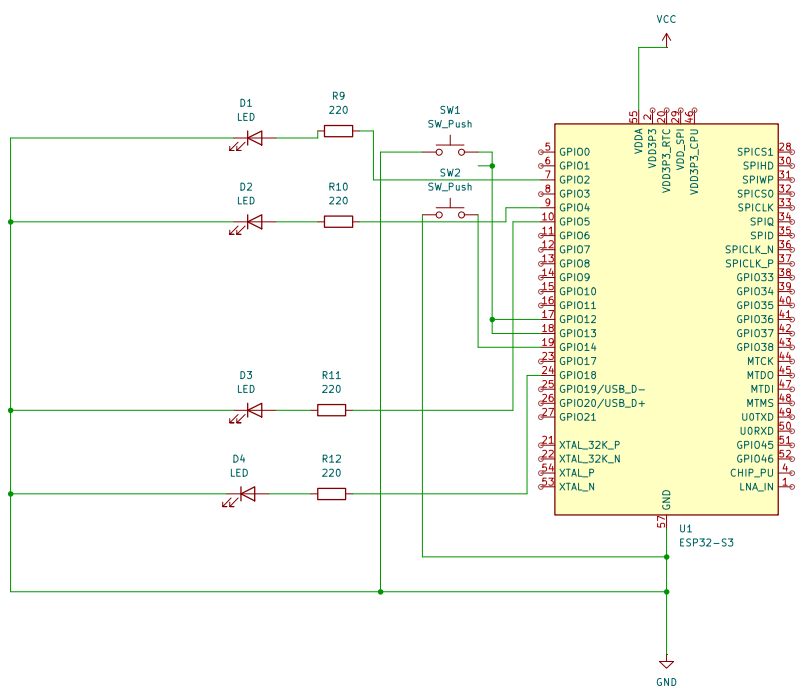 VCC
D1
LED
R9
220
SW1
SW_Push
D2
LED
R10
220
SW2
SW_Push
D3
LED
R11
220
D4
LED
R12
220
55 VDDA
2 VDD3P3
20 VDD3P3_RTC
29 VDD_SPI
46 VDD3P3_CPU
5 GPIO0
6 GPIO1
7 GPIO2
8 GPIO3
9 GPIO4
10 GPIO5
11 GPIO6
12 GPIO7
13 GPIO8
14 GPIO9
15 GPIO10
16 GPIO11
17 GPIO12
18 GPIO13
19 GPIO14
23 GPIO17
24 GPIO18
25 GPIO19/USB_D-
26 GPIO20/USB_D+
27 GPIO21
21 XTAL_32K_P
22 XTAL_32K_N
54 XTAL_P
53 XTAL_N
SPICS1 28
SPIHD 30
SPIWP 31
SPICS0 32
SPICLK 33
SPIQ 34
SPID 35
SPICLK_N 36
SPICLK_P 37
GPIO33 38
GPIO34 39
GPIO35 40
GPIO36 41
GPIO37 42
GPIO38 43
MTCK 44
MTDO 45
MTDI 47
MTMS 48
U0TXD 49
U0RXD 50
GPIO45 51
GPIO46 52
CHIP_PU 4
LNA_IN 1
GND
57
U1
ESP32-S3
GND